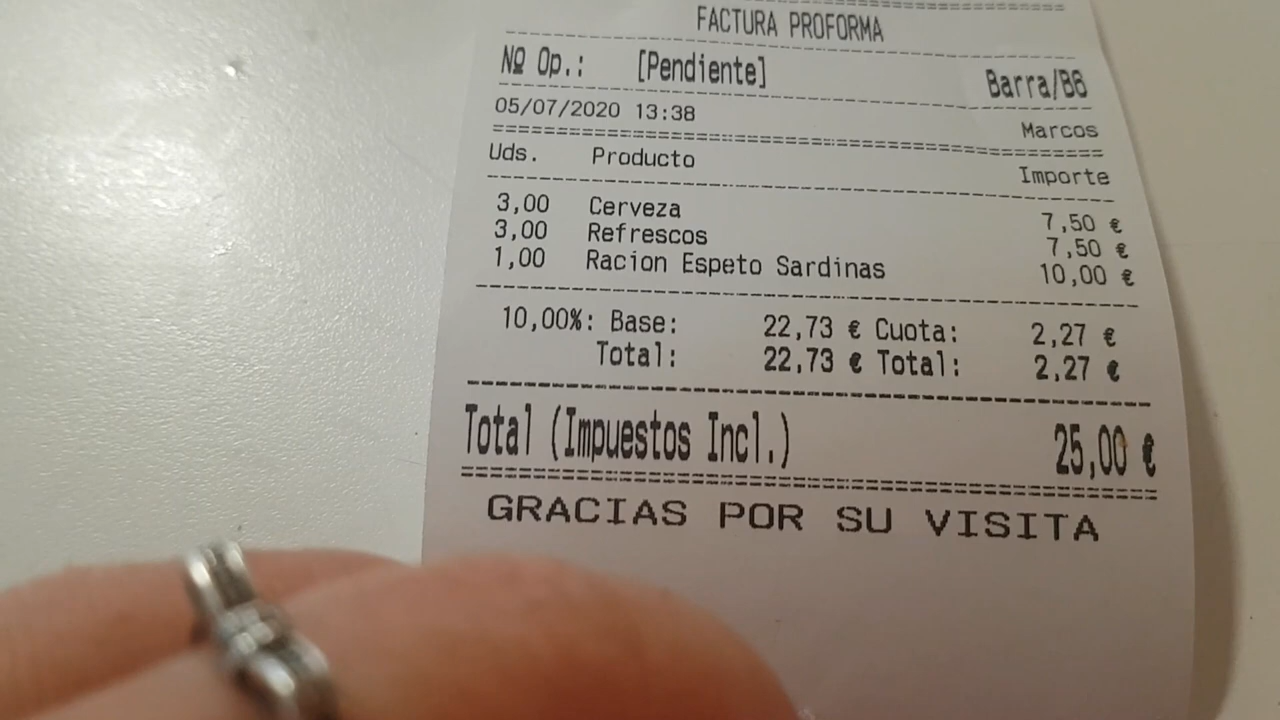 FACTURA PROFORMA
Nº Op.: [Pendiente] Barra/B6
05/07/2020 13:38 Marcos
Uds. Producto Importe
3,00 Cerveza 7,50 €
3,00 Refrescos 7,50 €
1,00 Racion Espeto Sardinas 10,00 €
10,00%: Base: 22,73 € Cuota: 2,27 €
Total: 22,73 € Total: 2,27 €
Total (Impuestos Incl.) 25,00 €
GRACIAS POR SU VISITA